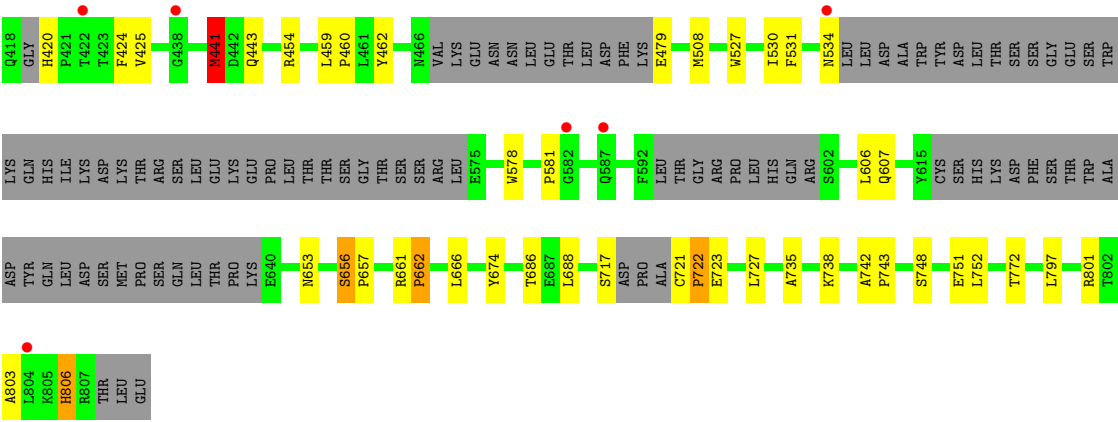 Q418 GLY H420 P421 T422 T423 F424 V425 G438 M441 D442 Q443 R454 L459 P460 L461 Y462 N466 VAL LYS GLU ASN ASN LEU GLU THR LEU ASP PHE LYS E479 M508 W527 I530 F531 N534 LEU LEU ASP ALA TRP TYR ASP LEU THR SER SER GLY GLU SER TRP
LYS GLN HIS ILE LYS ASP LYS THR ARG SER LEU GLU LYS GLU PRO LEU THR THR SER GLY THR SER SER ARG LEU E575 W578 P581 G582 Q587 F592 LEU THR GLY ARG PRO LEU HIS GLN ARG S602 L606 Q607 Y615 CYS SER HIS LYS ASP PHE SER THR TRP ALA
ASP TYR GLN LEU ASP SER MET PRO SER GLN LEU THR PRO LYS E640 N653 S656 P657 R661 P662 L666 Y674 T686 E687 L688 S717 ASP PRO ALA C721 P722 E723 L727 A735 K738 A742 P743 S748 E751 L752 T772 L797 R801 T802
A803 L804 K805 H806 R807 THR LEU GLU